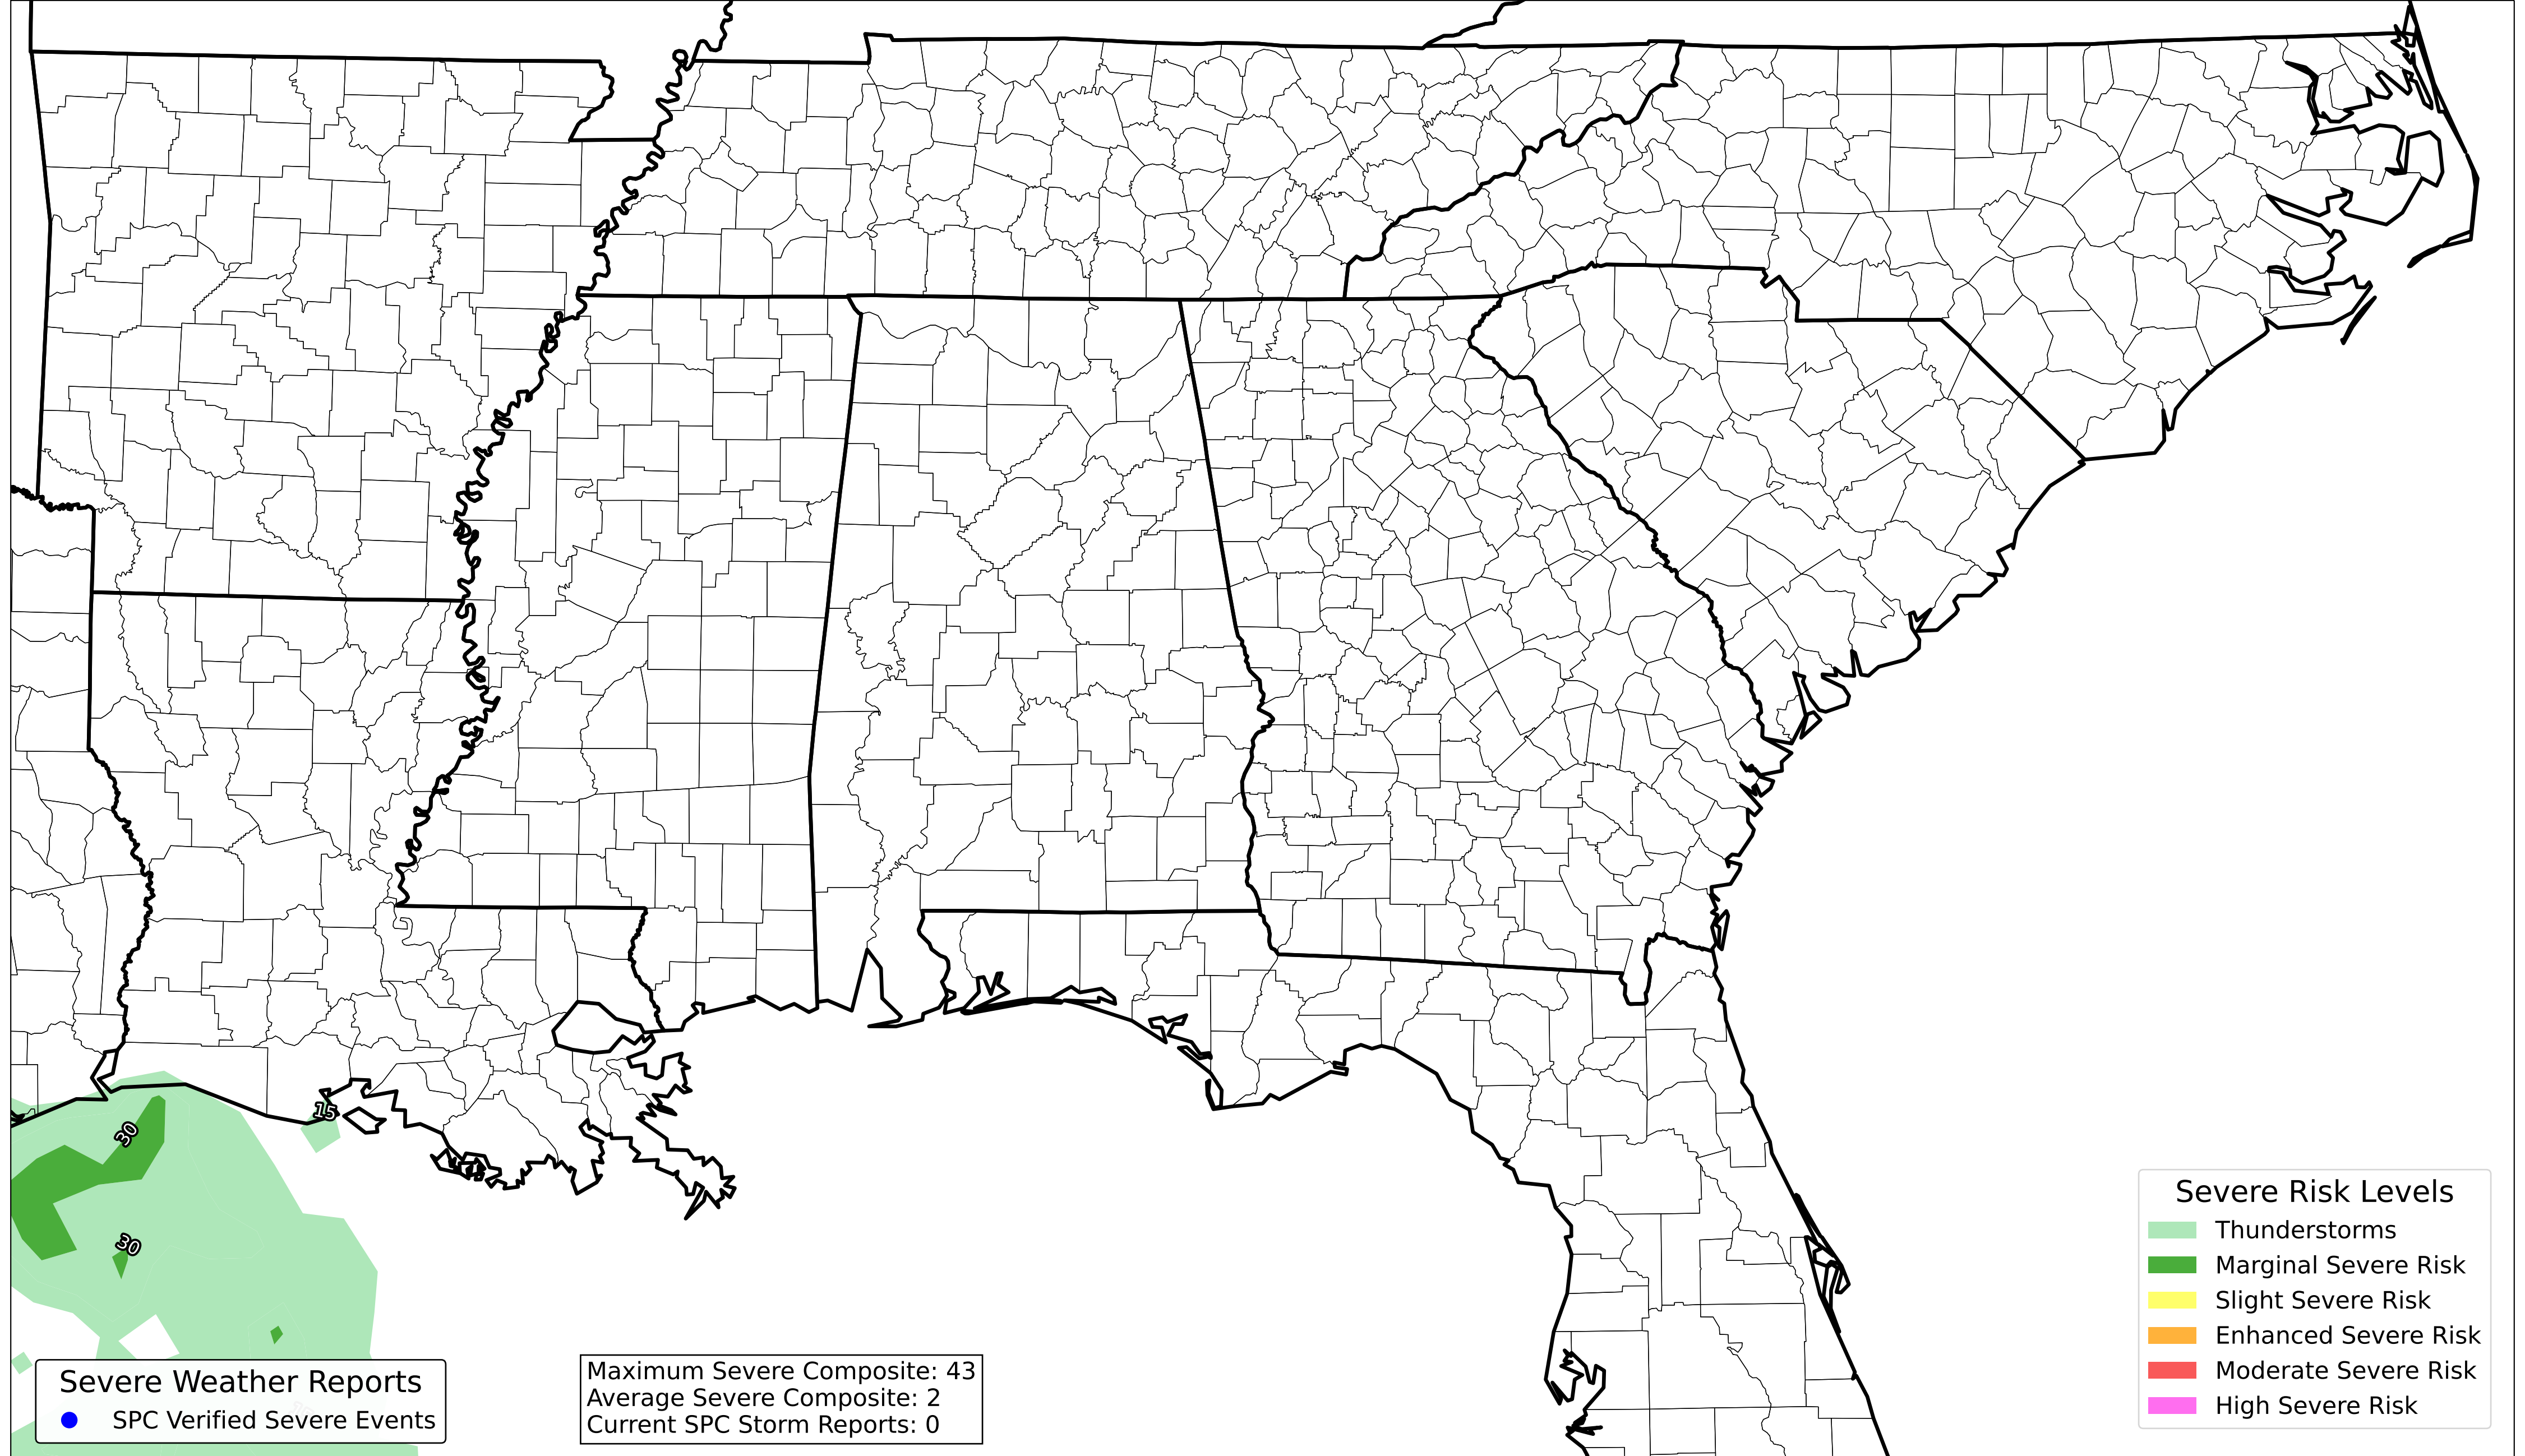 15
30
30
Severe Risk Levels
Thunderstorms
Marginal Severe Risk
Slight Severe Risk
Enhanced Severe Risk
Moderate Severe Risk
High Severe Risk
Severe Weather Reports
SPC Verified Severe Events
Maximum Severe Composite: 43
Average Severe Composite: 2
Current SPC Storm Reports: 0